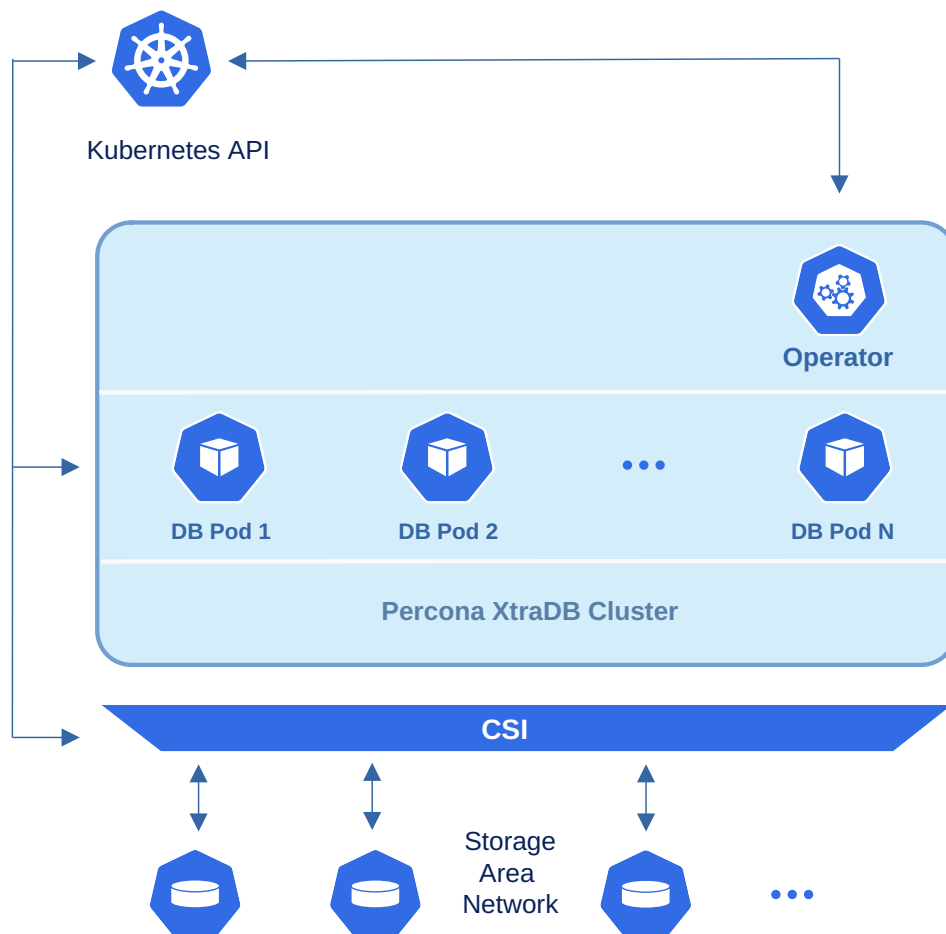 Kubernetes API
Operator
DB Pod 1
DB Pod 2
DB Pod N
Percona XtraDB Cluster
CSI
Storage
Area
Network